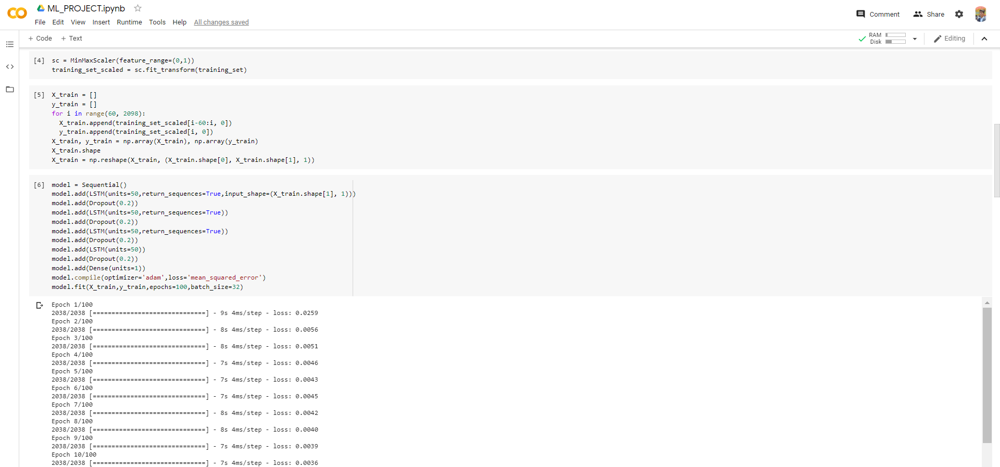 CO
ML_PROJECT.ipynb
File Edit View Insert Runtime Tools Help All changes saved
Comment Share
+ Code + Text
RAM
Disk
Editing
[4] sc = MinMaxScaler(feature_range=(0,1))
training_set_scaled = sc.fit_transform(training_set)
[5] X_train = []
y_train = []
for i in range(60, 2098):
  X_train.append(training_set_scaled[i-60:i, 0])
  y_train.append(training_set_scaled[i, 0])
X_train, y_train = np.array(X_train), np.array(y_train)
X_train.shape
X_train = np.reshape(X_train, (X_train.shape[0], X_train.shape[1], 1))
[6] model = Sequential()
model.add(LSTM(units=50,return_sequences=True,input_shape=(X_train.shape[1], 1)))
model.add(Dropout(0.2))
model.add(LSTM(units=50,return_sequences=True))
model.add(Dropout(0.2))
model.add(LSTM(units=50,return_sequences=True))
model.add(Dropout(0.2))
model.add(LSTM(units=50))
model.add(Dropout(0.2))
model.add(Dense(units=1))
model.compile(optimizer='adam',loss='mean_squared_error')
model.fit(X_train,y_train,epochs=100,batch_size=32)
Epoch 1/100
2038/2038 [==============================] - 9s 4ms/step - loss: 0.0259
Epoch 2/100
2038/2038 [==============================] - 8s 4ms/step - loss: 0.0056
Epoch 3/100
2038/2038 [==============================] - 8s 4ms/step - loss: 0.0051
Epoch 4/100
2038/2038 [==============================] - 7s 4ms/step - loss: 0.0046
Epoch 5/100
2038/2038 [==============================] - 7s 4ms/step - loss: 0.0043
Epoch 6/100
2038/2038 [==============================] - 7s 4ms/step - loss: 0.0045
Epoch 7/100
2038/2038 [==============================] - 8s 4ms/step - loss: 0.0042
Epoch 8/100
2038/2038 [==============================] - 8s 4ms/step - loss: 0.0040
Epoch 9/100
2038/2038 [==============================] - 7s 4ms/step - loss: 0.0039
Epoch 10/100
2038/2038 [==============================] - 7s 4ms/step - loss: 0.0036